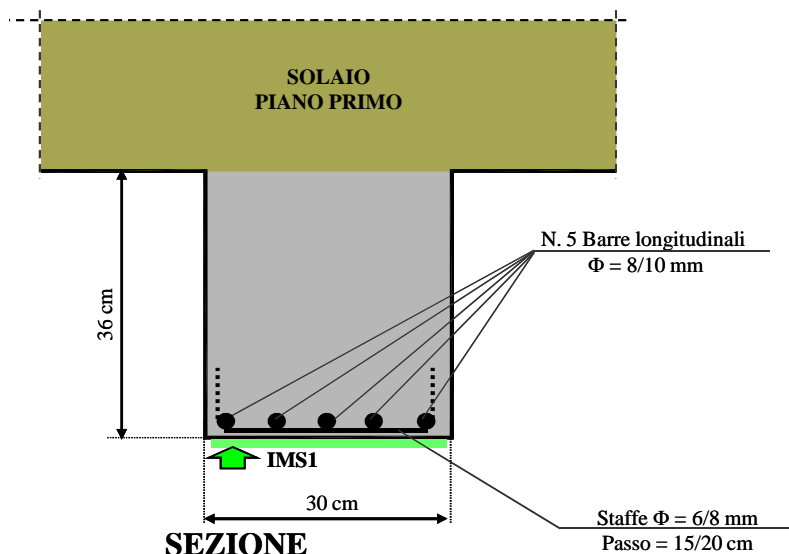 SOLAIO
PIANO PRIMO
N. 5 Barre longitudinali
Φ = 8/10 mm
36 cm
IMS1
30 cm
SEZIONE
Staffe Φ = 6/8 mm
Passo = 15/20 cm